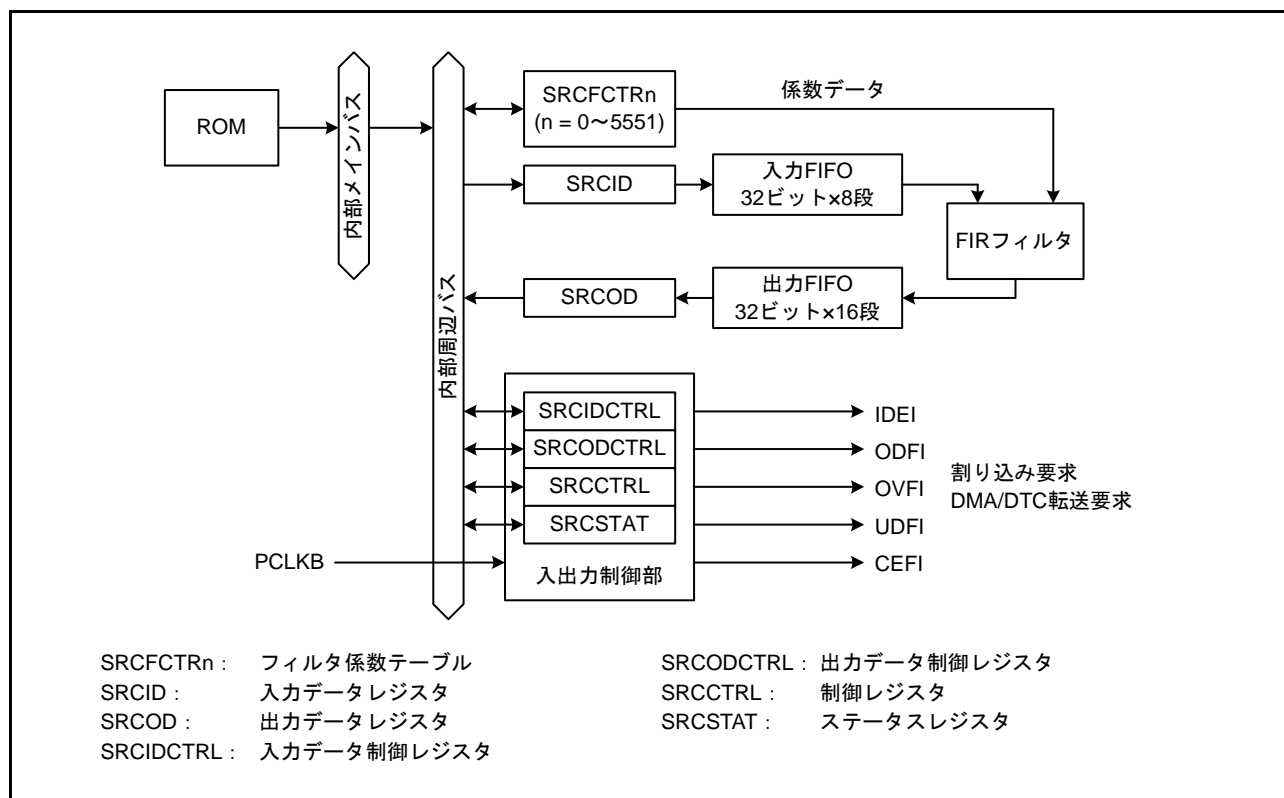 ROM
内部メインバス
内部周辺バス
SRCFCTRn
(n = 0～5551)
係数データ
SRCID
入力FIFO
32ビット×8段
FIRフィルタ
SRCOD
出力FIFO
32ビット×16段
SRCIDCTRL
IDEI
SRCODCTRL
ODFI
SRCCTRL
OVFI
割り込み要求
DMA/DTC転送要求
SRCSTAT
UDFI
PCLKB
入出力制御部
CEFI
SRCFCTRn： フィルタ係数テーブル
SRCID： 入力データレジスタ
SRCOD： 出力データレジスタ
SRCIDCTRL： 入力データ制御レジスタ
SRCODCTRL： 出力データ制御レジスタ
SRCCTRL： 制御レジスタ
SRCSTAT： ステータスレジスタ